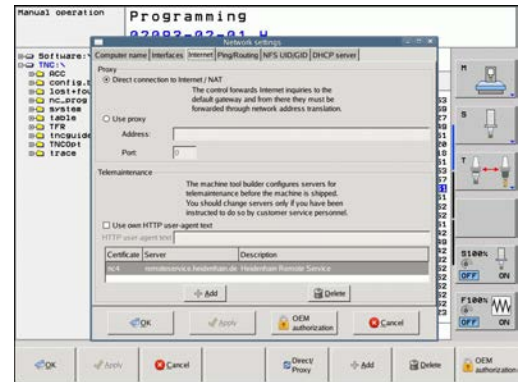 Manual operation
Programming
02092-02-01.H
Network settings
Computer name Interfaces Internet Ping/Routing NFS UID/GID DHCP server
Proxy
Direct connection to Internet / NAT
The control forwards Internet inquiries to the
default gateway and from there they must be
forwarded through network address translation.
Use proxy
Address:
Port:
0
Telemaintenance
The machine tool builder configures servers for
telemaintenance before the machine is shipped.
You should change servers only if you have been
instructed to do so by customer service personnel.
Use own HTTP user-agent text
HTTP user-agent text
Certificate Server Description
nc4 remoteservice.heidenhain.de Heidenhain Remote Service
Add Delete
OK Apply OEM authorization Cancel
Software:
TNC:\
ACC
config.
lost+fou
nc_prog
system
table
TFR
tncguide
TNCOpt
trace
M
S
T
S100%
OFF ON
F100%
OFF ON
OK Apply Cancel Direct/ Proxy Add Delete OEM authorization